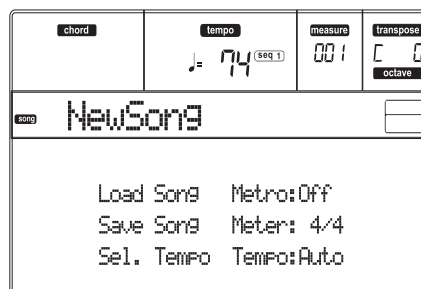 chord tempo measure transpose
♩= 74 seq 1 001 C
octave
song NewSong
Load Song Metro:Off
Save Song Meter: 4/4
Sel. Tempo Tempo:Auto